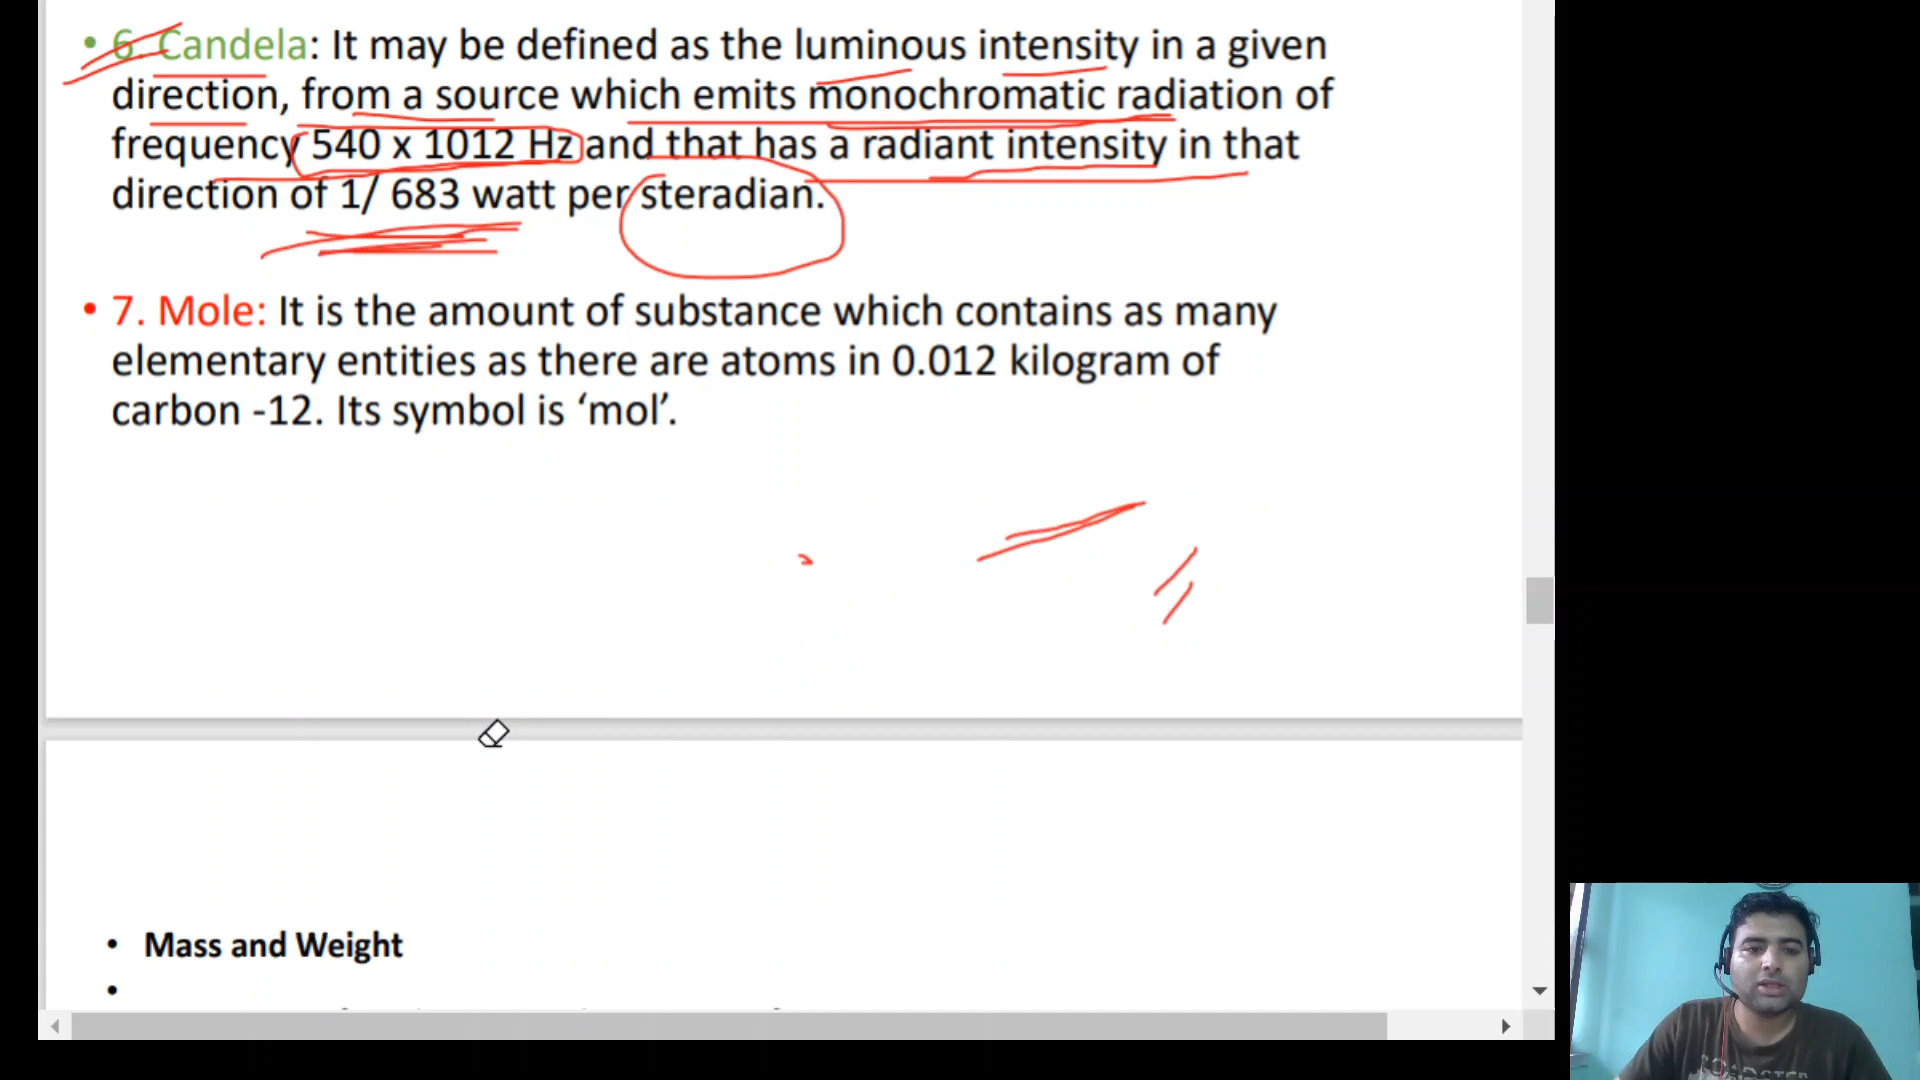 • 6. Candela: It may be defined as the luminous intensity in a given
direction, from a source which emits monochromatic radiation of
frequency 540 x 1012 Hz and that has a radiant intensity in that
direction of 1/ 683 watt per steradian.
• 7. Mole: It is the amount of substance which contains as many
elementary entities as there are atoms in 0.012 kilogram of
carbon -12. Its symbol is ‘mol’.
• Mass and Weight
•